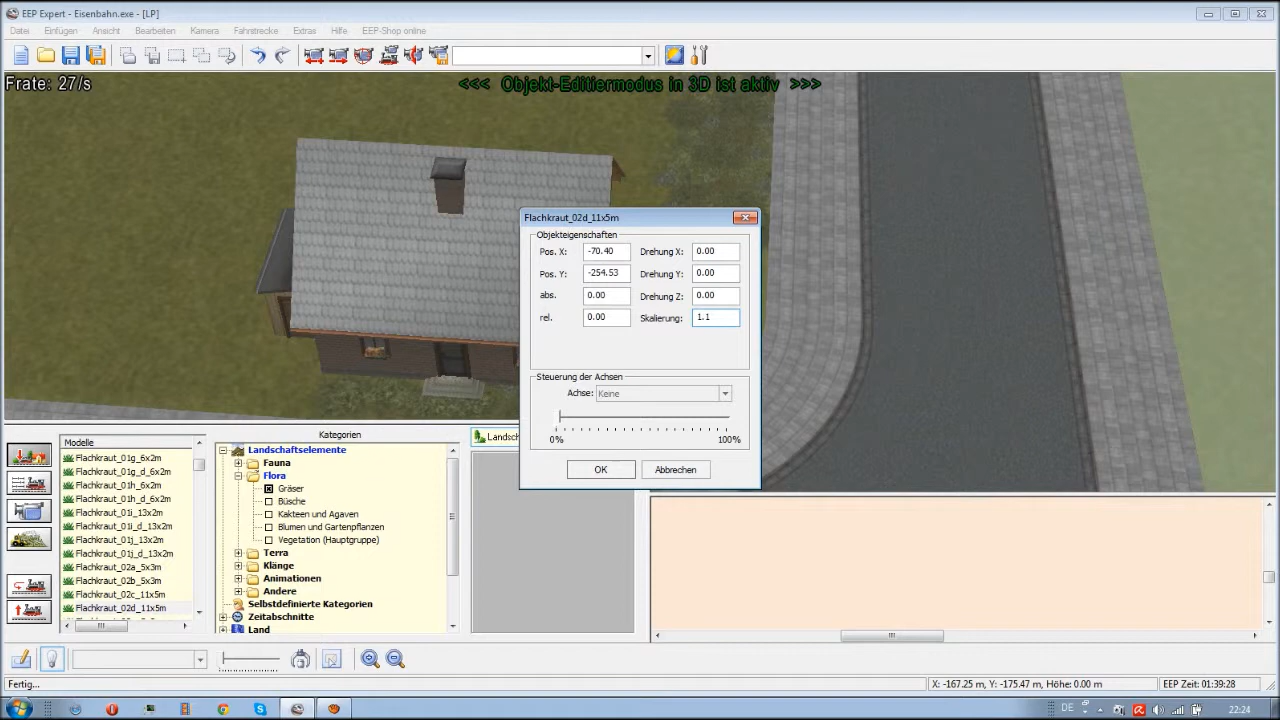 EEP Expert - Eisenbahn.exe - [LP]
Datei Einfügen Ansicht Bearbeiten Kamera Fahrstrecke Extras Hilfe EEP-Shop online
Frate: 27/s
<<< Objekt-Editiermodus in 3D ist aktiv >>>
Flachkraut_02d_11x5m
Objekteigenschaften
Pos. X: -70.40 Drehung X: 0.00
Pos. Y: -254.53 Drehung Y: 0.00
abs. 0.00 Drehung Z: 0.00
rel. 0.00 Skalierung: 1.1
Steuerung der Achsen
Achse: Keine
0% 100%
OK Abbrechen
Modelle
Flachkraut_01g_6x2m
Flachkraut_01g_d_6x2m
Flachkraut_01h_6x2m
Flachkraut_01h_d_6x2m
Flachkraut_01i_13x2m
Flachkraut_01i_d_13x2m
Flachkraut_01j_13x2m
Flachkraut_01j_d_13x2m
Flachkraut_02a_5x3m
Flachkraut_02b_5x3m
Flachkraut_02c_11x5m
Flachkraut_02d_11x5m
Kategorien
Landschaftselemente
Fauna
Flora
Gräser
Büsche
Kakteen und Agaven
Blumen und Gartenpflanzen
Vegetation (Hauptgruppe)
Terra
Klänge
Animationen
Andere
Selbstdefinierte Kategorien
Zeitabschnitte
Land
Landsch
Fertig...
X: -167.25 m, Y: -175.47 m, Höhe: 0.00 m
EEP Zeit: 01:39:28
DE
22:24